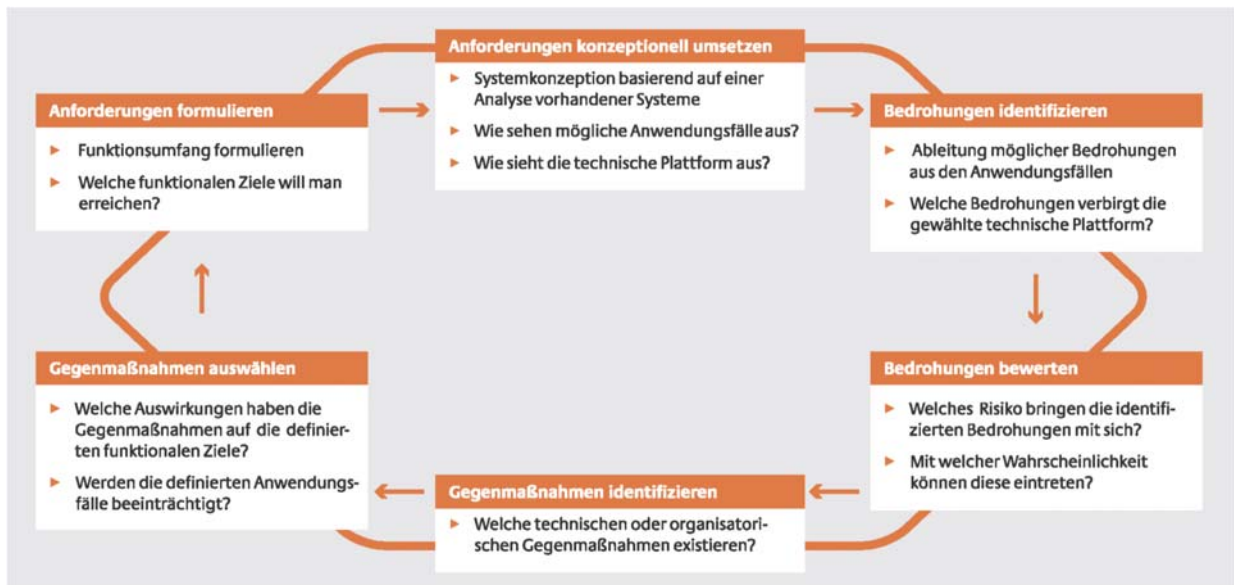 Anforderungen formulieren
► Funktionsumfang formulieren
► Welche funktionalen Ziele will man
erreichen?
Anforderungen konzeptionell umsetzen
► Systemkonzeption basierend auf einer
Analyse vorhandener Systeme
► Wie sehen mögliche Anwendungsfälle aus?
► Wie sieht die technische Plattform aus?
Bedrohungen identifizieren
► Ableitung möglicher Bedrohungen
aus den Anwendungsfällen
► Welche Bedrohungen verbirgt die
gewählte technische Plattform?
Bedrohungen bewerten
► Welches Risiko bringen die identifi-
zierten Bedrohungen mit sich?
► Mit welcher Wahrscheinlichkeit
können diese eintreten?
Gegenmaßnahmen identifizieren
► Welche technischen oder organisatori-
schen Gegenmaßnahmen existieren?
Gegenmaßnahmen auswählen
► Welche Auswirkungen haben die
Gegenmaßnahmen auf die definier-
ten funktionalen Ziele?
► Werden die definierten Anwendungs-
fälle beeinträchtigt?